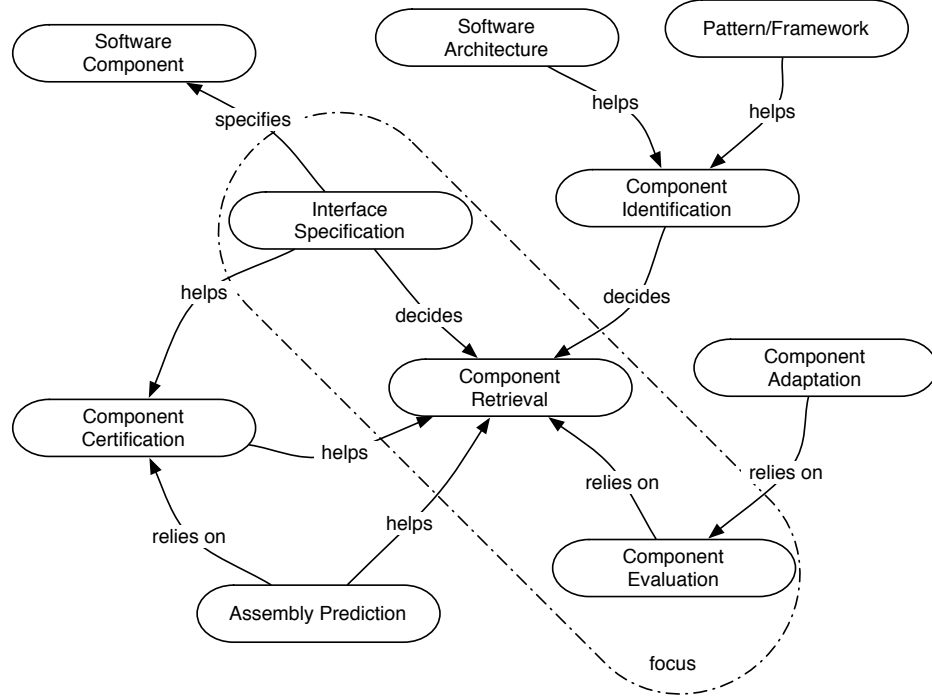 Software
Component
Software
Architecture
Pattern/Framework
specifies
helps
helps
Interface
Specification
Component
Identification
helps
decides
decides
Component
Retrieval
Component
Adaptation
Component
Certification
helps
relies on
relies on
relies on
helps
Component
Evaluation
Assembly Prediction
focus